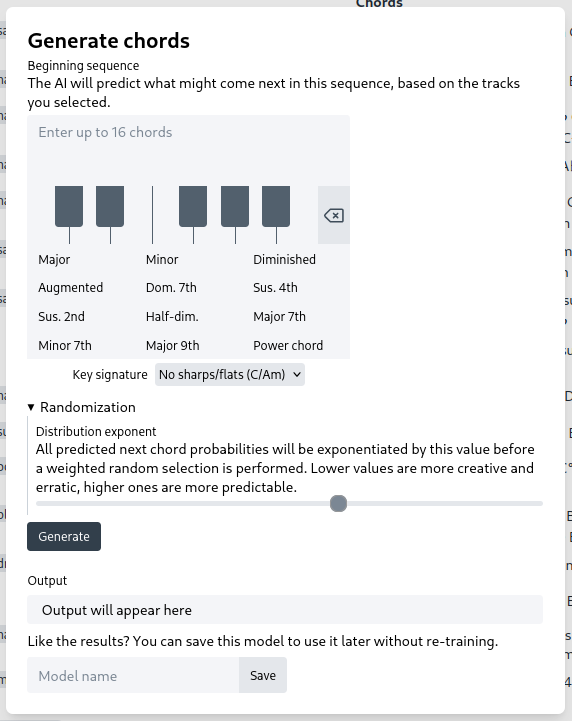 Chords
Generate chords
Beginning sequence
The AI will predict what might come next in this sequence, based on the tracks
you selected.
Enter up to 16 chords
Major Minor Diminished
Augmented Dom. 7th Sus. 4th
Sus. 2nd Half-dim. Major 7th
Minor 7th Major 9th Power chord
Key signature No sharps/flats (C/Am)
▾ Randomization
Distribution exponent
All predicted next chord probabilities will be exponentiated by this value before
a weighted random selection is performed. Lower values are more creative and
erratic, higher ones are more predictable.
Generate
Output
Output will appear here
Like the results? You can save this model to use it later without re-training.
Model name Save